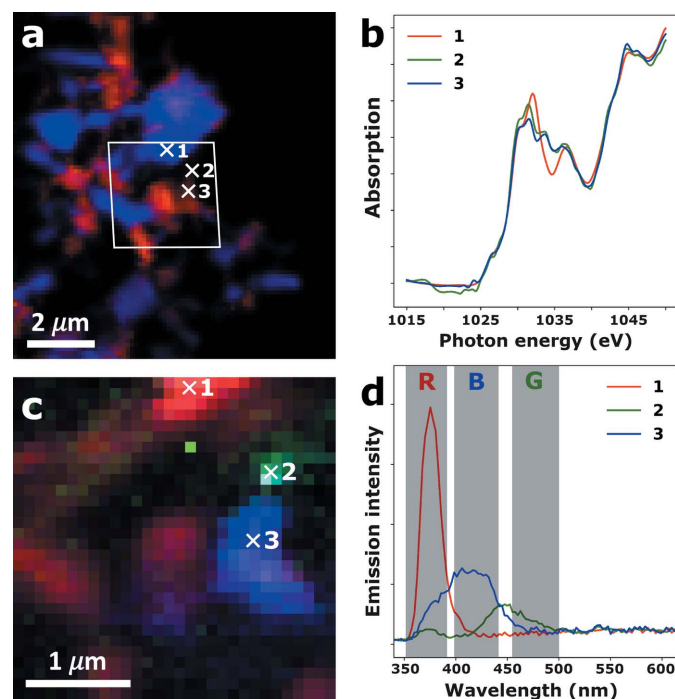 a
×1
×2
×3
2 μm
b
1
2
3
Absorption
1015 1025 1035 1045
Photon energy (eV)
c
×1
×2
×3
1 μm
d
R B G
1
2
3
Emission intensity
350 400 450 500 550 600
Wavelength (nm)